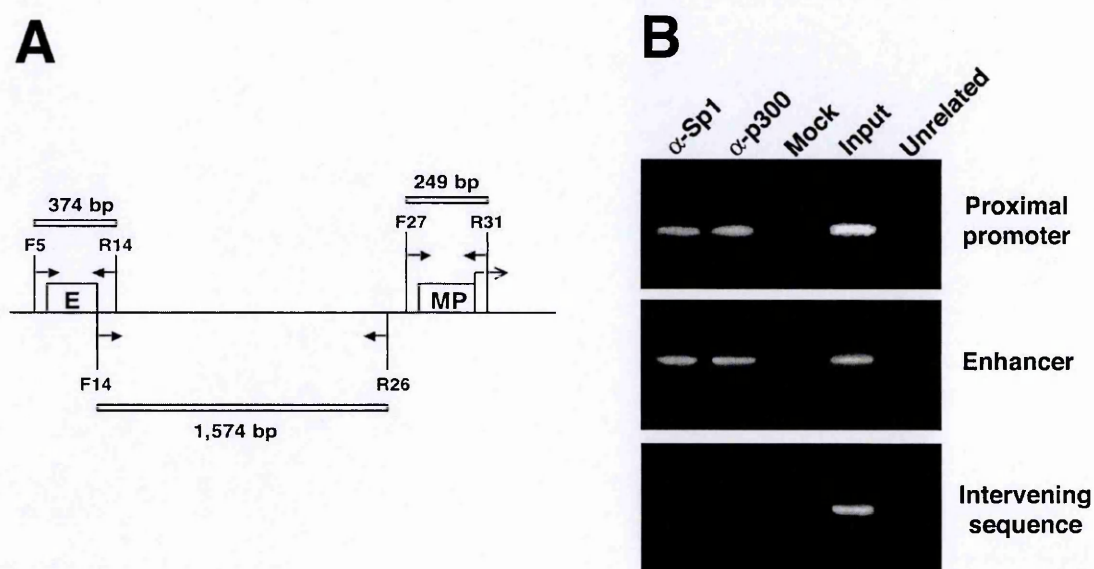 A
374 bp
F5 R14
E
249 bp
F27 R31
MP
F14 R26
1,574 bp
B
α-Sp1 α-p300 Mock Input Unrelated
Proximal
promoter
Enhancer
Intervening
sequence